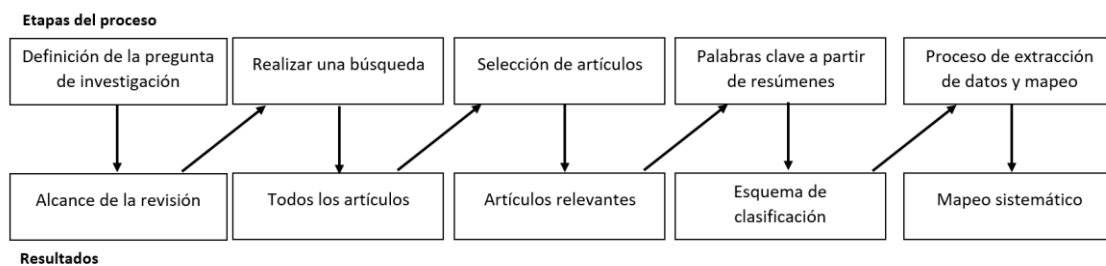 Etapas del proceso
Definición de la pregunta
de investigación
Realizar una búsqueda
Selección de artículos
Palabras clave a partir
de resúmenes
Proceso de extracción
de datos y mapeo
Alcance de la revisión
Todos los artículos
Artículos relevantes
Esquema de
clasificación
Mapeo sistemático
Resultados